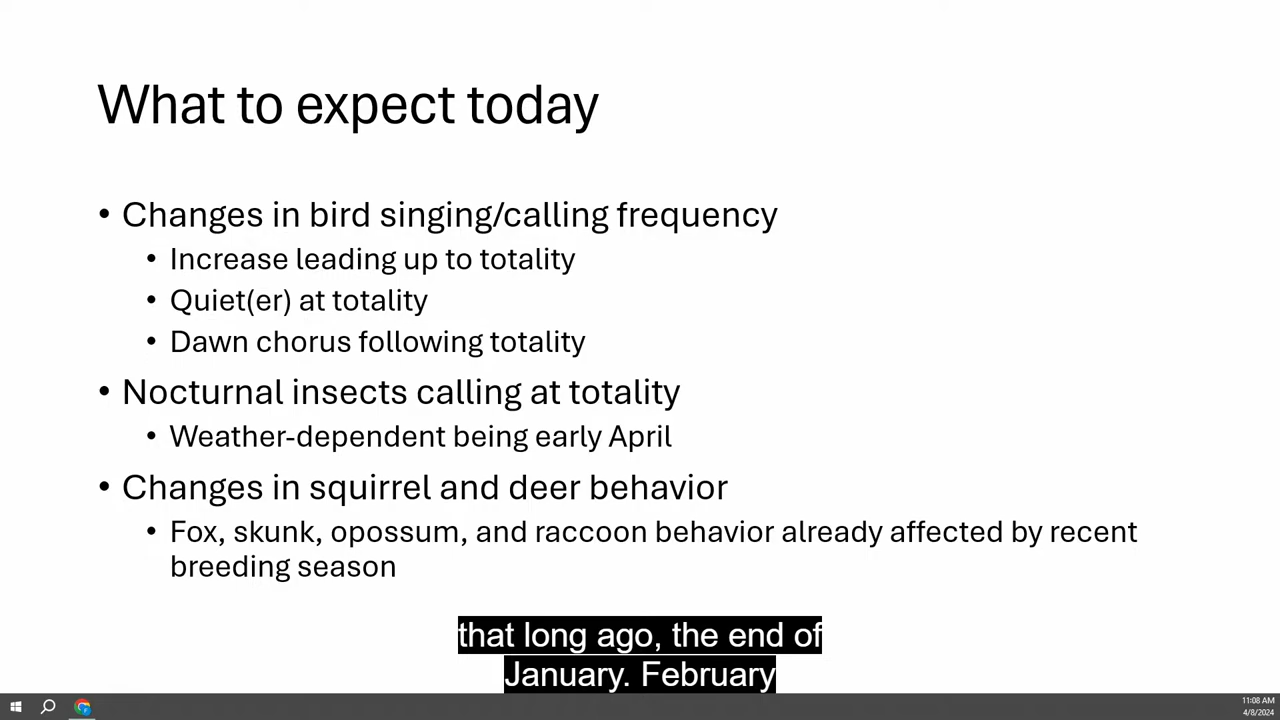 What to expect today
• Changes in bird singing/calling frequency
• Increase leading up to totality
• Quiet(er) at totality
• Dawn chorus following totality
• Nocturnal insects calling at totality
• Weather-dependent being early April
• Changes in squirrel and deer behavior
• Fox, skunk, opossum, and raccoon behavior already affected by recent
breeding season
that long ago, the end of
January. February
11:08 AM
4/8/2024